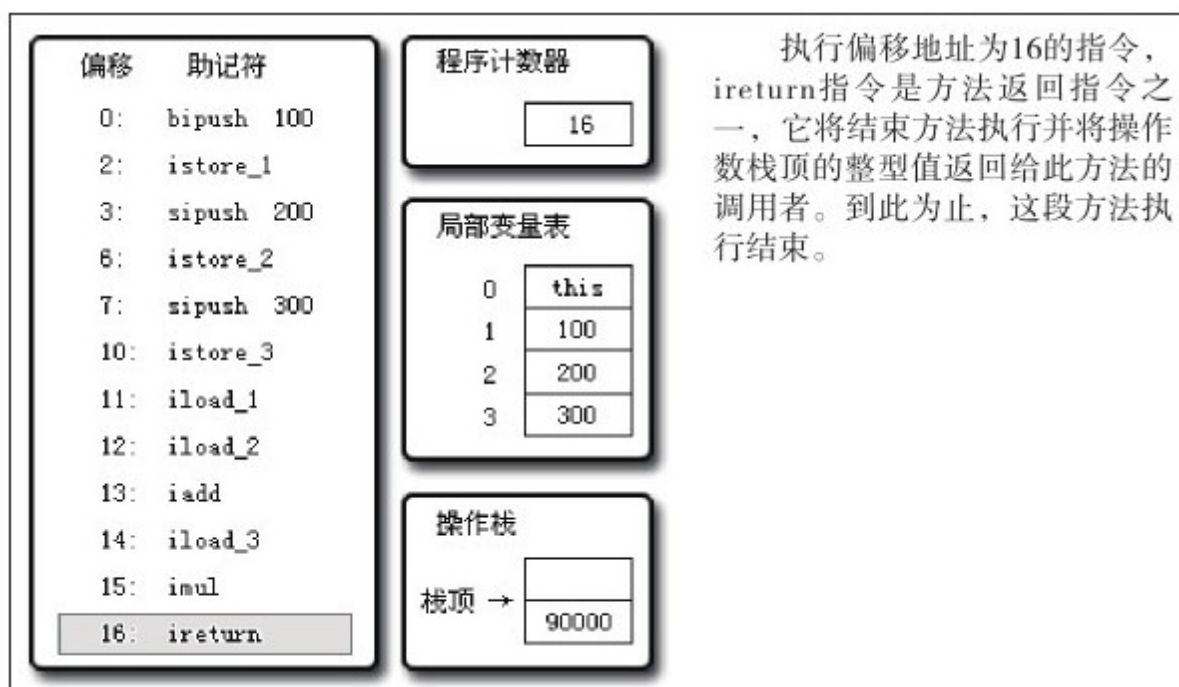 偏移 助记符
0: bipush 100
2: istore_1
3: sipush 200
6: istore_2
7: sipush 300
10: istore_3
11: iload_1
12: iload_2
13: iadd
14: iload_3
15: imul
16: ireturn
程序计数器
16
局部变量表
0 this
1 100
2 200
3 300
操作栈
栈顶 →
90000
执行偏移地址为16的指令，
ireturn指令是方法返回指令之
一，它将结束方法执行并将操作
数栈顶的整型值返回给此方法的
调用者。到此为止，这段方法执
行结束。